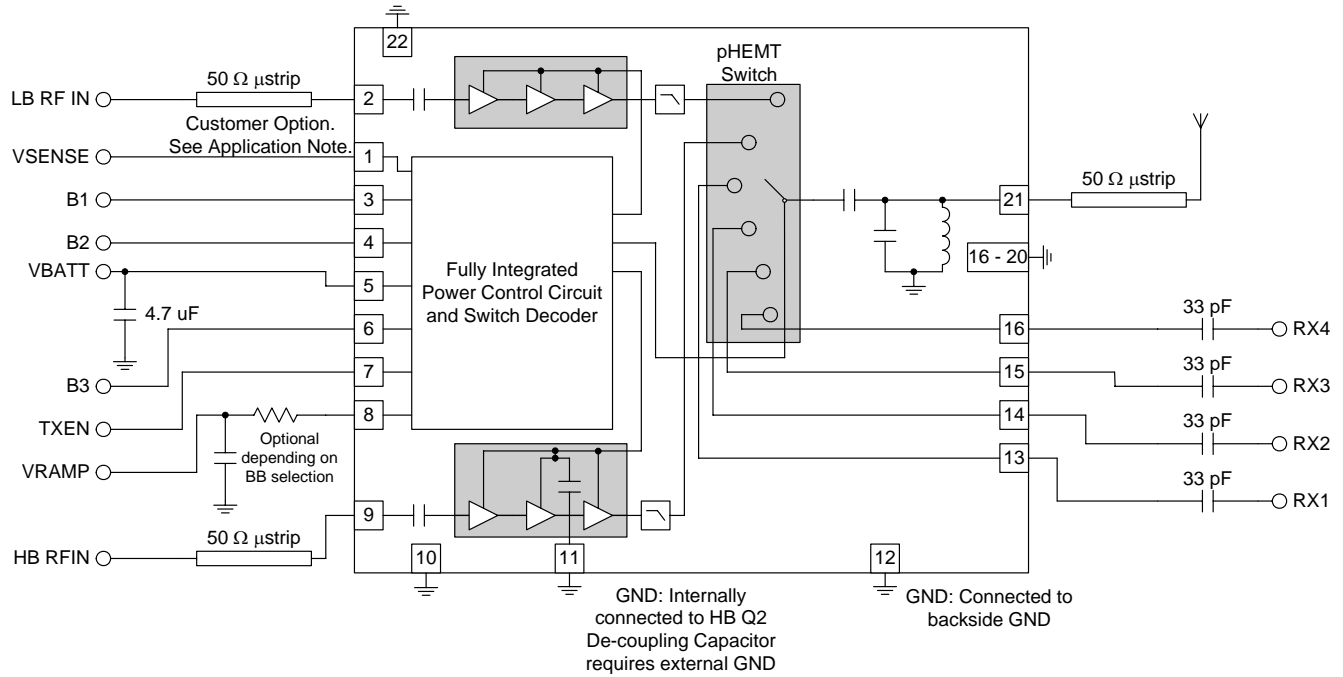 22
pHEMT
Switch
50 Ω µstrip
LB RF IN
2
Customer Option.
See Application Note.
VSENSE
1
B1
3
50 Ω µstrip
21
B2
4
VBATT
5
16 - 20
Fully Integrated
Power Control Circuit
and Switch Decoder
4.7 uF
6
33 pF
16
RX4
B3
7
33 pF
15
RX3
TXEN
8
33 pF
14
RX2
Optional
depending on
BB selection
VRAMP
13
33 pF
RX1
9
50 Ω µstrip
HB RFIN
10
11
12
GND: Internally
connected to HB Q2
De-coupling Capacitor
requires external GND
GND: Connected to
backside GND